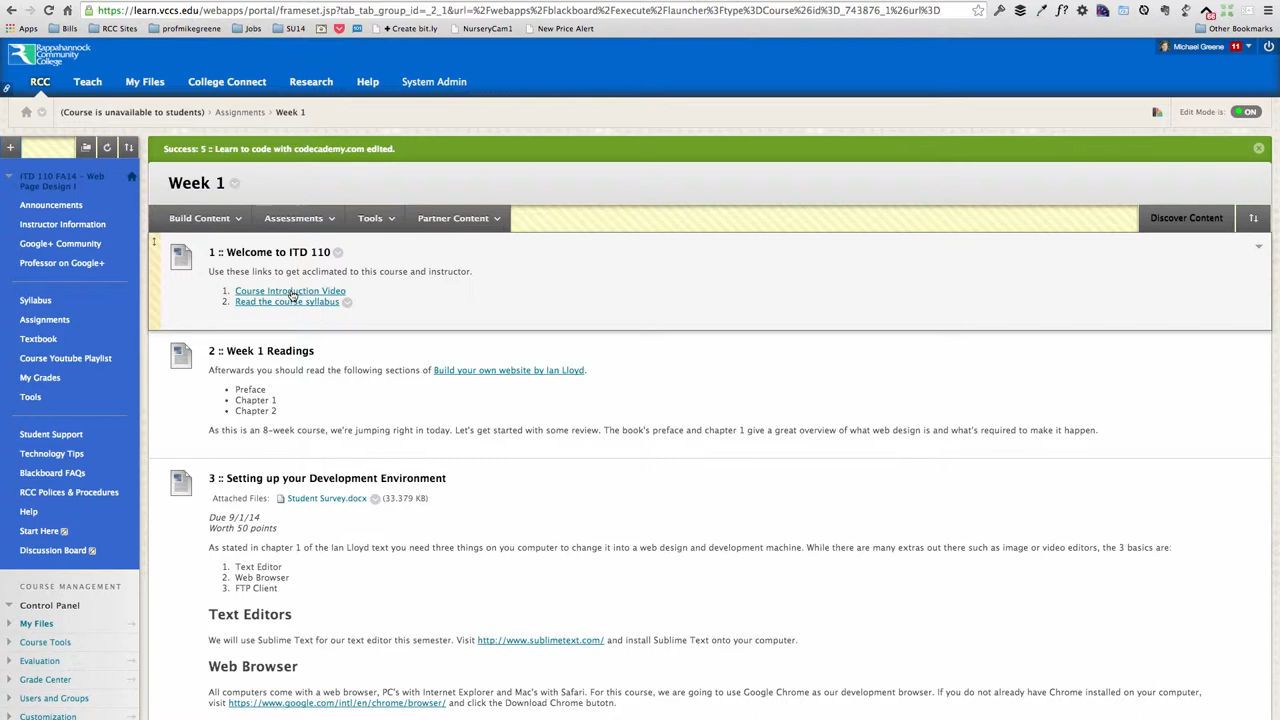 https://learn.vccs.edu/webapps/portal/frameset.jsp?tab_tab_group_id=_2_1&url=%2Fwebapps%2Fblackboard%2Fexecute%2Flauncher%3Ftype%3DCourse%26id%3D_743876_1%26url%3D
66
Apps Bills RCC Sites profmikegreene Jobs SU14 + Create bit.ly NurseryCam1 New Price Alert Other Bookmarks
Rappahannock
Community
College
Michael Greene 11
RCC Teach My Files College Connect Research Help System Admin
(Course is unavailable to students) > Assignments > Week 1
Edit Mode is: ON
ITD 110 FA14 - Web
Page Design I
Announcements
Instructor Information
Google+ Community
Professor on Google+
Syllabus
Assignments
Textbook
Course Youtube Playlist
My Grades
Tools
Student Support
Technology Tips
Blackboard FAQs
RCC Polices & Procedures
Help
Start Here
Discussion Board
COURSE MANAGEMENT
Control Panel
My Files
Course Tools
Evaluation
Grade Center
Users and Groups
Customization
Success: 5 :: Learn to code with codecademy.com edited.
Week 1
Build Content Assessments Tools Partner Content Discover Content
1 :: Welcome to ITD 110
Use these links to get acclimated to this course and instructor.
1. Course Introduction Video
2. Read the course syllabus
2 :: Week 1 Readings
Afterwards you should read the following sections of Build your own website by Ian Lloyd.
• Preface
• Chapter 1
• Chapter 2
As this is an 8-week course, we're jumping right in today. Let's get started with some review. The book's preface and chapter 1 give a great overview of what web design is and what's required to make it happen.
3 :: Setting up your Development Environment
Attached Files: Student Survey.docx (33.379 KB)
Due 9/1/14
Worth 50 points
As stated in chapter 1 of the Ian Lloyd text you need three things on you computer to change it into a web design and development machine. While there are many extras out there such as image or video editors, the 3 basics are:
1. Text Editor
2. Web Browser
3. FTP Client
Text Editors
We will use Sublime Text for our text editor this semester. Visit http://www.sublimetext.com/ and install Sublime Text onto your computer.
Web Browser
All computers come with a web browser, PC's with Internet Explorer and Mac's with Safari. For this course, we are going to use Google Chrome as our development browser. If you do not already have Chrome installed on your computer,
visit https://www.google.com/intl/en/chrome/browser/ and click the Download Chrome butotn.